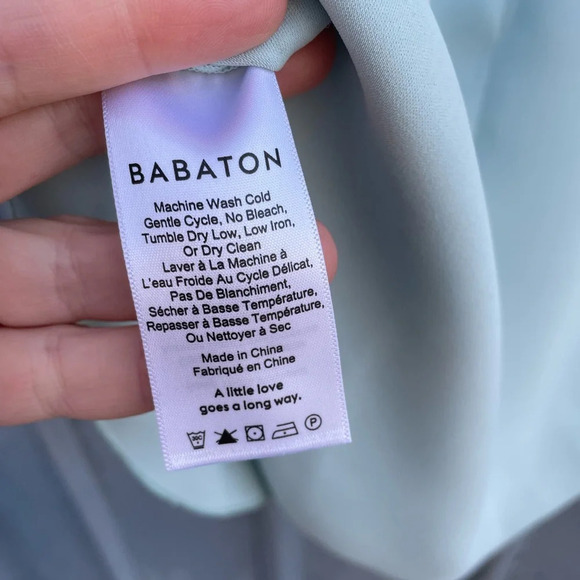 BABATON
Machine Wash Cold
Gentle Cycle, No Bleach,
Tumble Dry Low, Low Iron,
Or Dry Clean
Laver à La Machine à
L'eau Froide Au Cycle Délicat,
Pas De Blanchiment,
Sécher à Basse Température,
Repasser à Basse Température,
Ou Nettoyer à Sec
Made in China
Fabriqué en Chine
A little love
goes a long way.
30C P